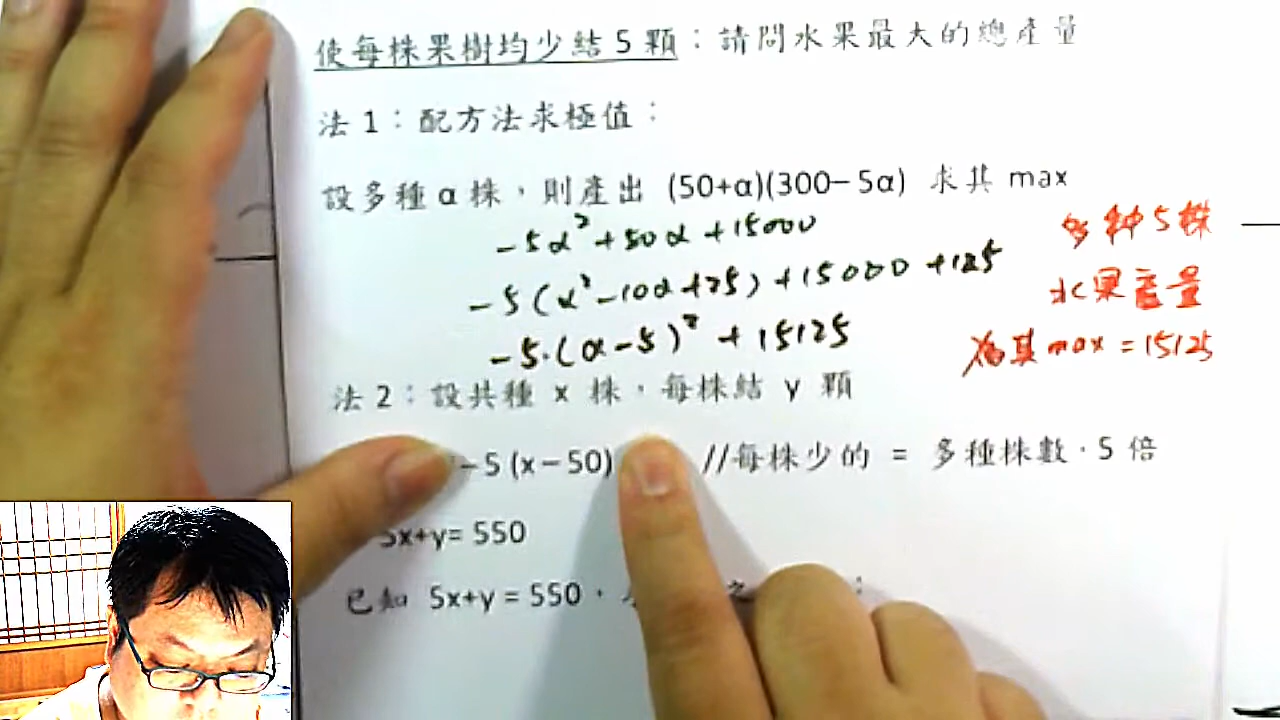 使每株果樹均少結5顆：請問水果最大的總產量
法1：配方法求極值：
設多種α株，則產出 (50+α)(300-5α) 求其 max
-5α²+50α+15000
-5(α²-10α+25)+15000+125
-5·(α-5)²+15125
多种5株
水果產量
為其max=15125
法2：設共種 x 株，每株結 y 顆
-5(x-50) //每株少的 = 多種株數·5倍
5x+y= 550
已知 5x+y = 550，